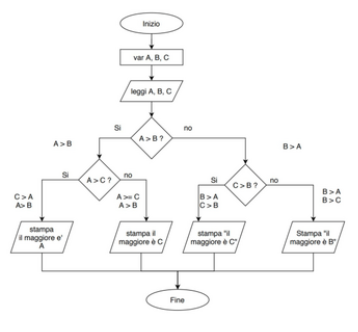 Inizio
var A, B, C
leggi A, B, C
Si
A > B ?
no
A > B
B > A
Si
A > C ?
no
Si
C > B ?
no
C > A
A> B
A >= C
A > B
B > A
C > B
B > A
B > C
stampa
il maggiore e'
A
stampa il
maggiore è C
stampa "il
maggiore è C"
Stampa "il
maggiore è B"
Fine